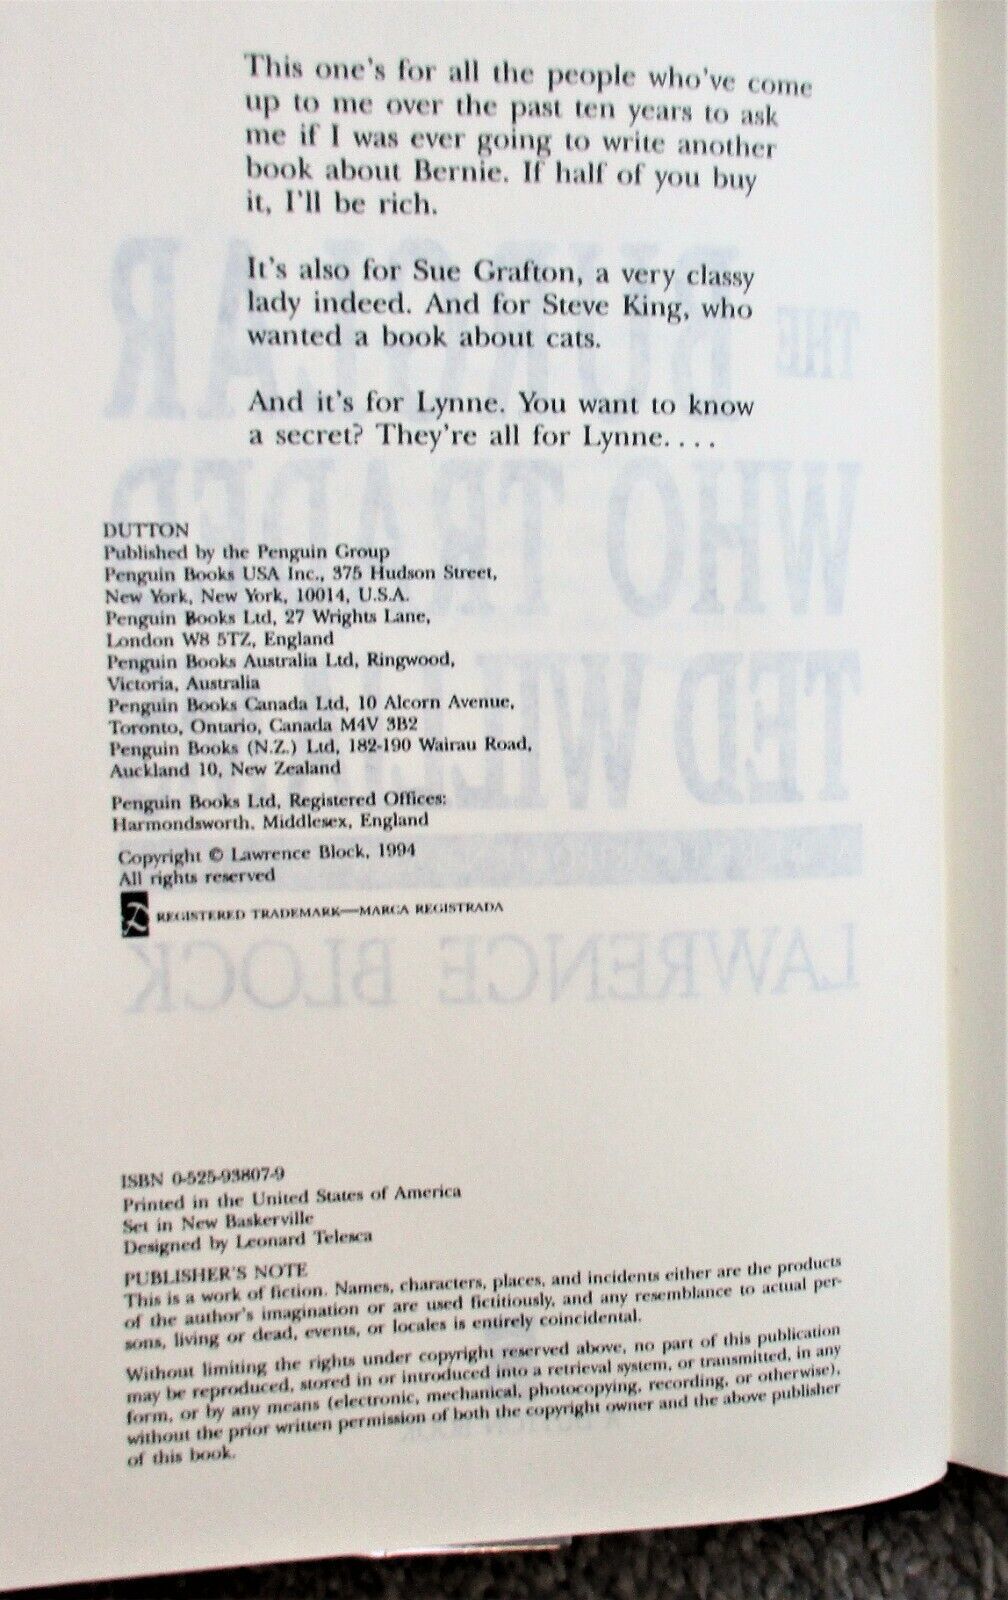 This one's for all the people who've come
up to me over the past ten years to ask
me if I was ever going to write another
book about Bernie. If half of you buy
it, I'll be rich.
It's also for Sue Grafton, a very classy
lady indeed. And for Steve King, who
wanted a book about cats.
And it's for Lynne. You want to know
a secret? They're all for Lynne. . . .
THE BURGLAR
WHO TRADED
TED WILLIAMS
LAWRENCE BLOCK
DUTTON
Published by the Penguin Group
Penguin Books USA Inc., 375 Hudson Street,
New York, New York, 10014, U.S.A.
Penguin Books Ltd, 27 Wrights Lane,
London W8 5TZ, England
Penguin Books Australia Ltd, Ringwood,
Victoria, Australia
Penguin Books Canada Ltd, 10 Alcorn Avenue,
Toronto, Ontario, Canada M4V 3B2
Penguin Books (N.Z.) Ltd, 182-190 Wairau Road,
Auckland 10, New Zealand
Penguin Books Ltd, Registered Offices:
Harmondsworth, Middlesex, England
Copyright © Lawrence Block, 1994
All rights reserved
REGISTERED TRADEMARK—MARCA REGISTRADA
ISBN 0-525-93807-9
Printed in the United States of America
Set in New Baskerville
Designed by Leonard Telesca
PUBLISHER'S NOTE
This is a work of fiction. Names, characters, places, and incidents either are the products
of the author's imagination or are used fictitiously, and any resemblance to actual per-
sons, living or dead, events, or locales is entirely coincidental.
Without limiting the rights under copyright reserved above, no part of this publication
may be reproduced, stored in or introduced into a retrieval system, or transmitted, in any
form, or by any means (electronic, mechanical, photocopying, recording, or otherwise),
without the prior written permission of both the copyright owner and the above publisher
of this book.